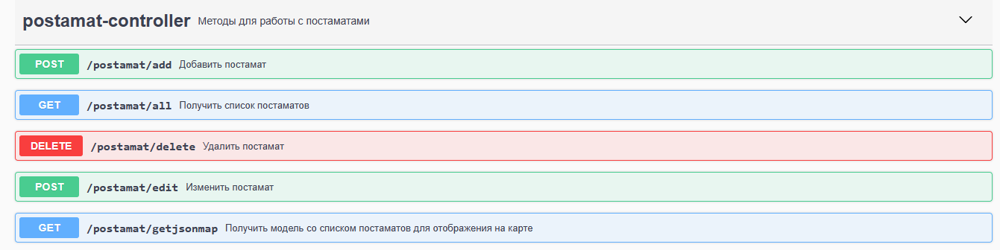 postamat-controller Методы для работы с постаматами
POST /postamat/add Добавить постамат
GET /postamat/all Получить список постаматов
DELETE /postamat/delete Удалить постамат
POST /postamat/edit Изменить постамат
GET /postamat/getjsonmap Получить модель со списком постаматов для отображения на карте